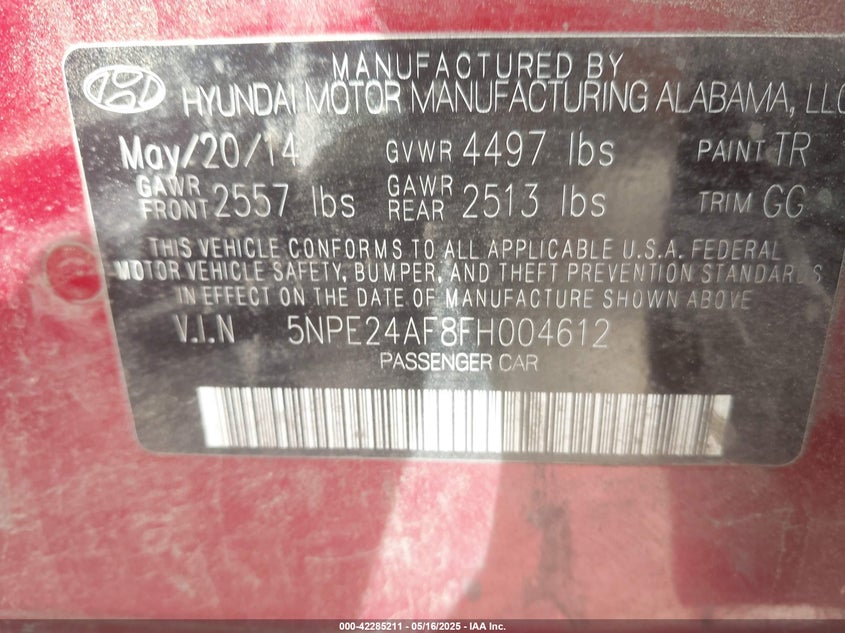 MANUFACTURED BY
HYUNDAI MOTOR MANUFACTURING ALABAMA, LLC
May/20/14 GVWR 4497 lbs PAINT TR
GAWR FRONT 2557 lbs GAWR REAR 2513 lbs TRIM GG
THIS VEHICLE CONFORMS TO ALL APPLICABLE U.S.A. FEDERAL
MOTOR VEHICLE SAFETY, BUMPER, AND THEFT PREVENTION STANDARDS
IN EFFECT ON THE DATE OF MANUFACTURE SHOWN ABOVE
V.I.N 5NPE24AF8FH004612
PASSENGER CAR
000-42285211 - 05/16/2025 - IAA Inc.